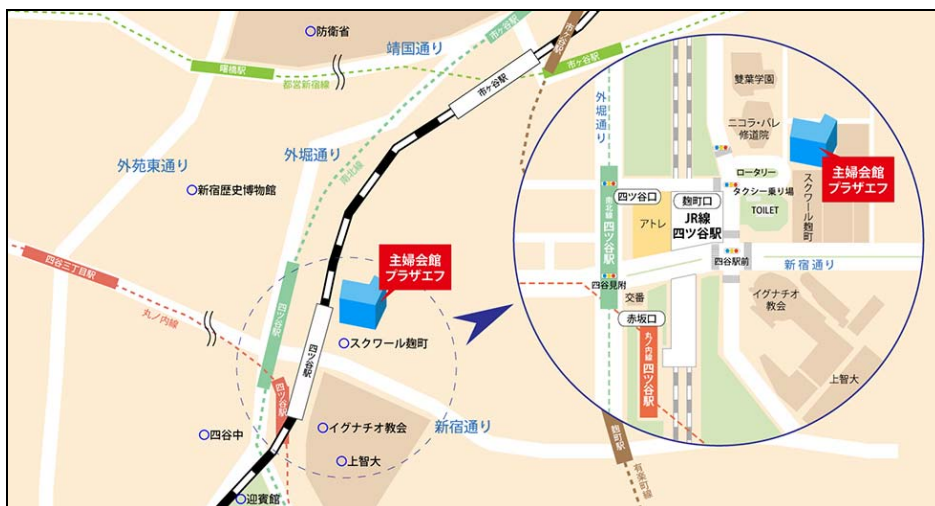 防衛省
靖国通り
市ヶ谷駅
市ヶ谷駅
曙橋駅
都営新宿線
市ヶ谷駅
市ヶ谷駅
外苑東通り
外堀通り
南北線
新宿歴史博物館
四谷三丁目駅
丸ノ内線
主婦会館
プラザエフ
四ツ谷駅
四ツ谷駅
スクワール麹町
四ツ谷駅
新宿通り
四谷中
イグナチオ教会
上智大
迎賓館
麹町駅
有楽町線
外堀通り
雙葉学園
ニコラ・バレ
修道院
主婦会館
プラザエフ
ロータリー
タクシー乗り場
TOILET
スクワール麹町
四ツ谷口
麹町口
アトレ
JR線
四ツ谷駅
南北線 四ツ谷駅
四谷駅前
新宿通り
四谷見附
交番
赤坂口
丸ノ内線 四ツ谷駅
イグナチオ
教会
上智大